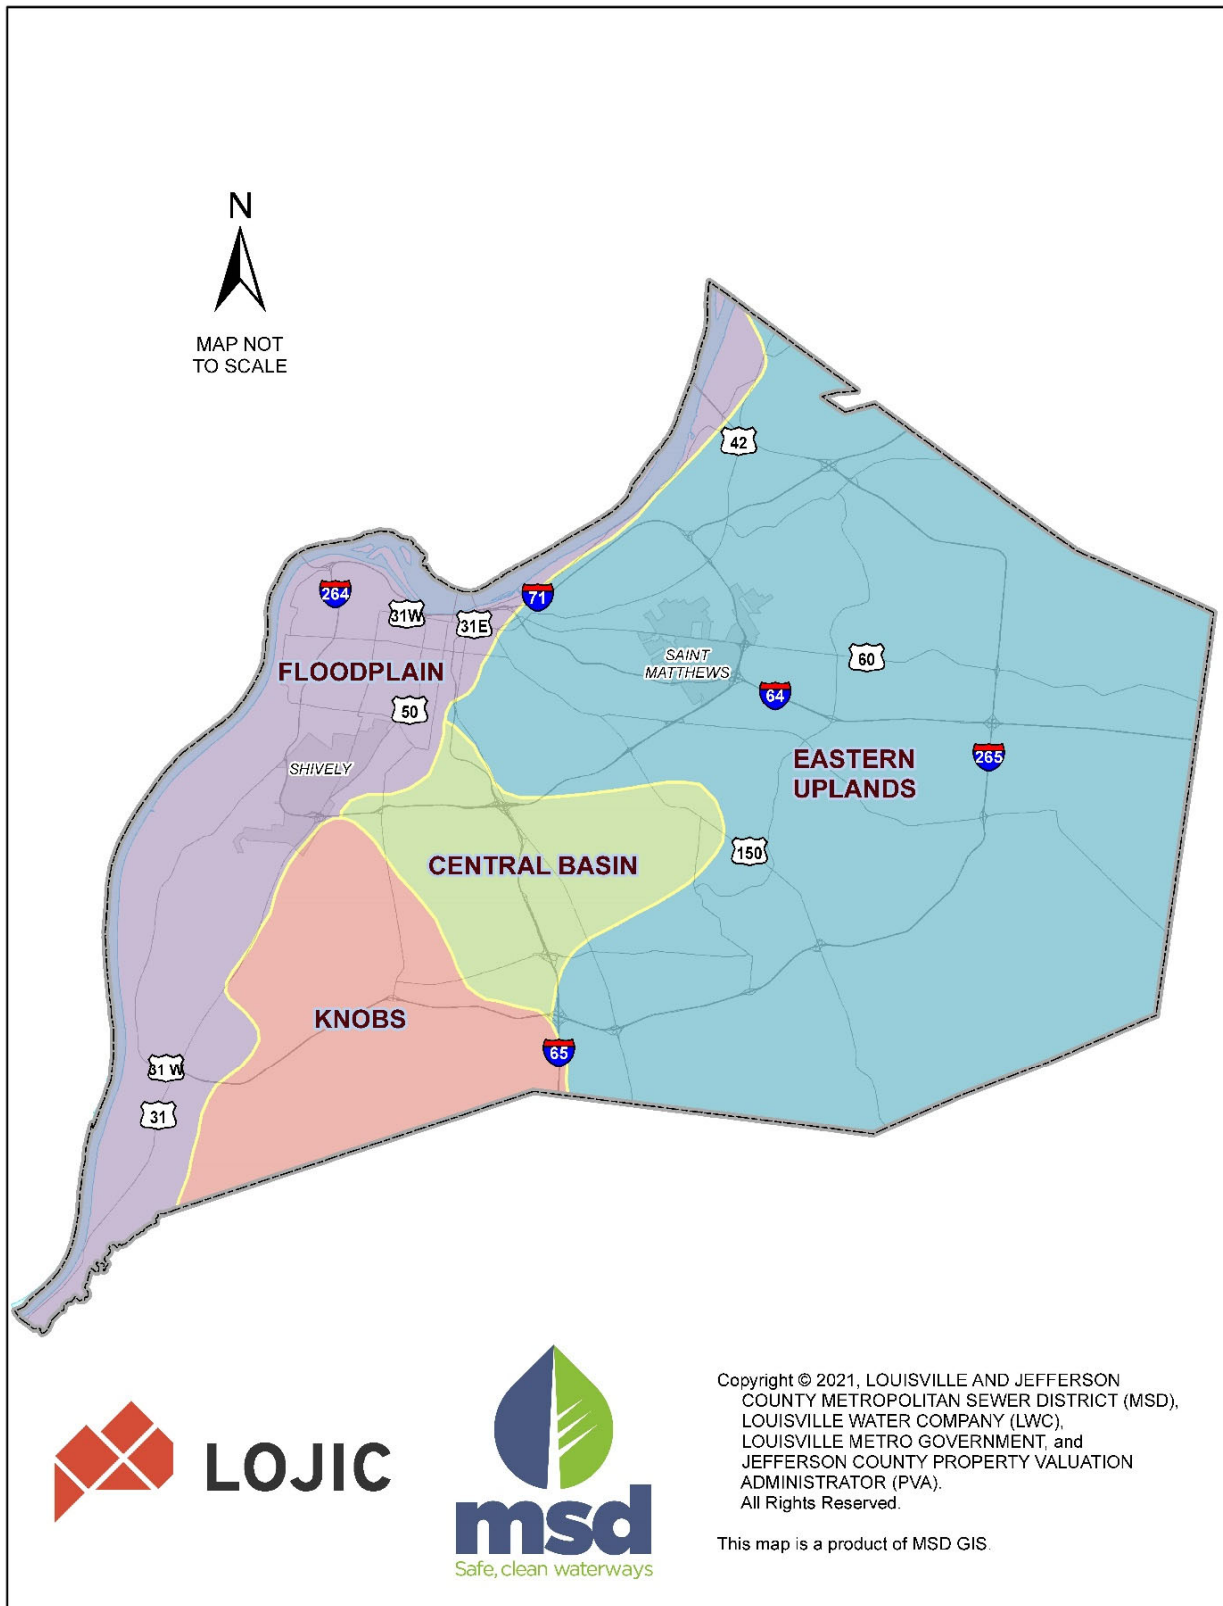 N
MAP NOT
TO SCALE
42
264
71
31W
31E
FLOODPLAIN
SAINT
MATTHEWS
60
64
50
SHIVELY
EASTERN
UPLANDS
265
CENTRAL BASIN
150
KNOBS
65
31 W
31
LOJIC
msd
Safe, clean waterways
Copyright © 2021, LOUISVILLE AND JEFFERSON
COUNTY METROPOLITAN SEWER DISTRICT (MSD),
LOUISVILLE WATER COMPANY (LWC),
LOUISVILLE METRO GOVERNMENT, and
JEFFERSON COUNTY PROPERTY VALUATION
ADMINISTRATOR (PVA).
All Rights Reserved.
This map is a product of MSD GIS.